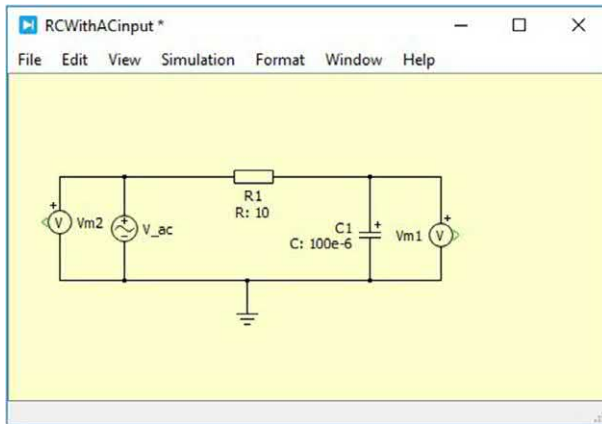 RCWithACinput *
File Edit View Simulation Format Window Help
R1
R: 10
V Vm2
V_ac
C1
C: 100e-6
Vm1 V